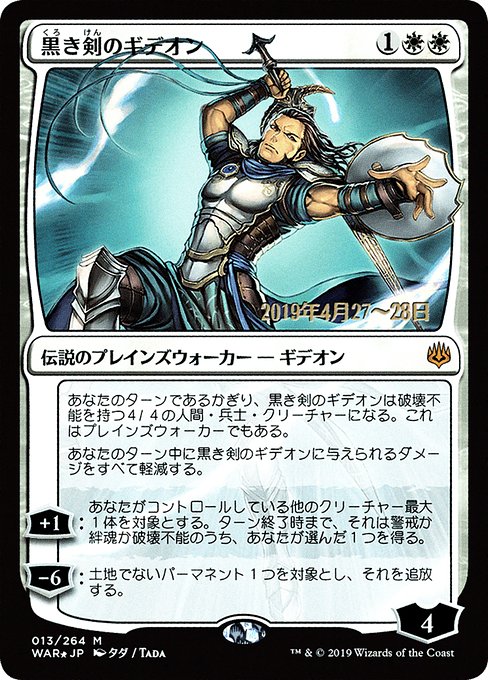 くろ けん
黒き剣のギデオン 1
2019年4月27～28日
伝説のプレインズウォーカー — ギデオン
あなたのターンであるかぎり、黒き剣のギデオンは破壊不
能を持つ4/4の人間・兵士・クリーチャーになる。これ
はプレインズウォーカーでもある。
あなたのターン中に黒き剣のギデオンに与えられるダメ
ージをすべて軽減する。
+1 : あなたがコントロールしている他のクリーチャー最大
１体を対象とする。ターン終了時まで、それは警戒か
絆魂か破壊不能のうち、あなたが選んだ１つを得る。
-6 : 土地でないパーマネント１つを対象とし、それを追放
する。
4
013/264 M
WAR★JP タダ / TADA
™ & © 2019 Wizards of the Coast